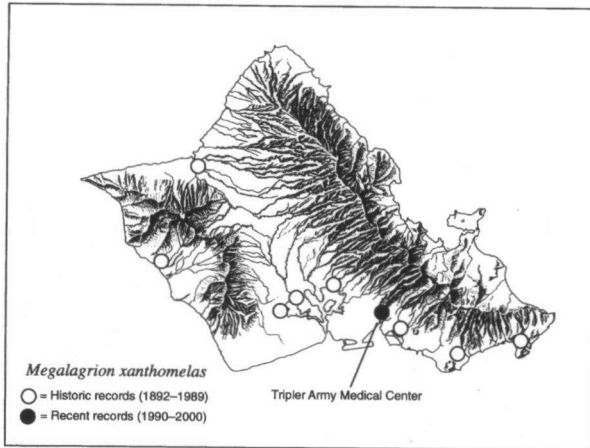 Megalagrion xanthomelas
= Historic records (1892–1989)
= Recent records (1990–2000)
Tripler Army Medical Center